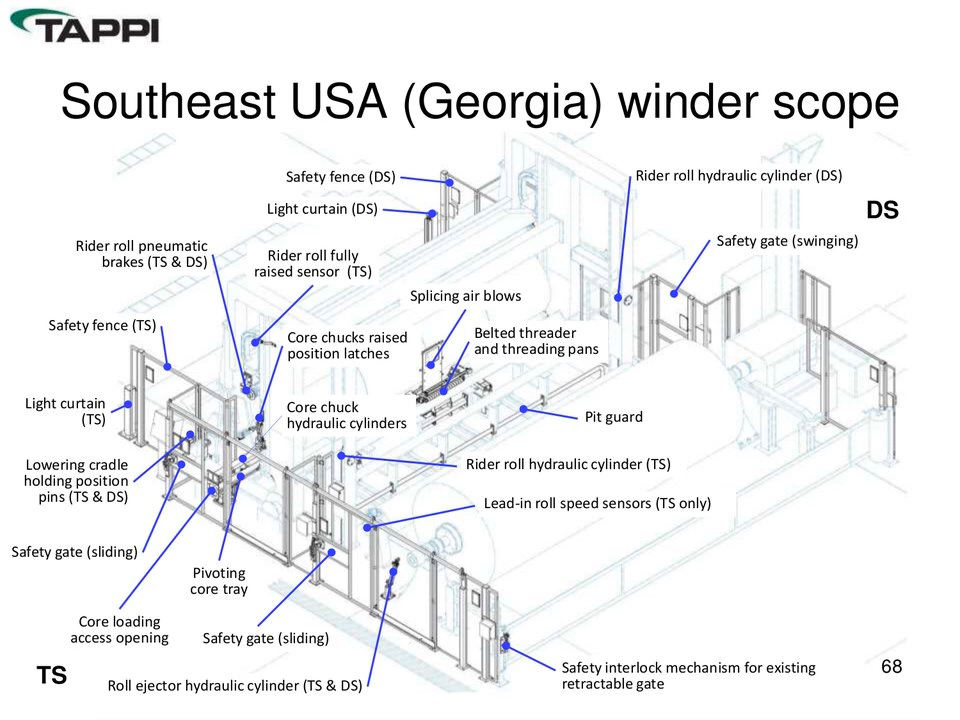 TAPPI
Southeast USA (Georgia) winder scope
Safety fence (DS)
Rider roll hydraulic cylinder (DS)
Light curtain (DS)
DS
Rider roll pneumatic
brakes (TS & DS)
Rider roll fully
raised sensor (TS)
Safety gate (swinging)
Splicing air blows
Safety fence (TS)
Core chucks raised
position latches
Belted threader
and threading pans
Light curtain
(TS)
Core chuck
hydraulic cylinders
Pit guard
Lowering cradle
holding position
pins (TS & DS)
Rider roll hydraulic cylinder (TS)
Lead-in roll speed sensors (TS only)
Safety gate (sliding)
Pivoting
core tray
Core loading
access opening
Safety gate (sliding)
TS
Roll ejector hydraulic cylinder (TS & DS)
Safety interlock mechanism for existing
retractable gate
68